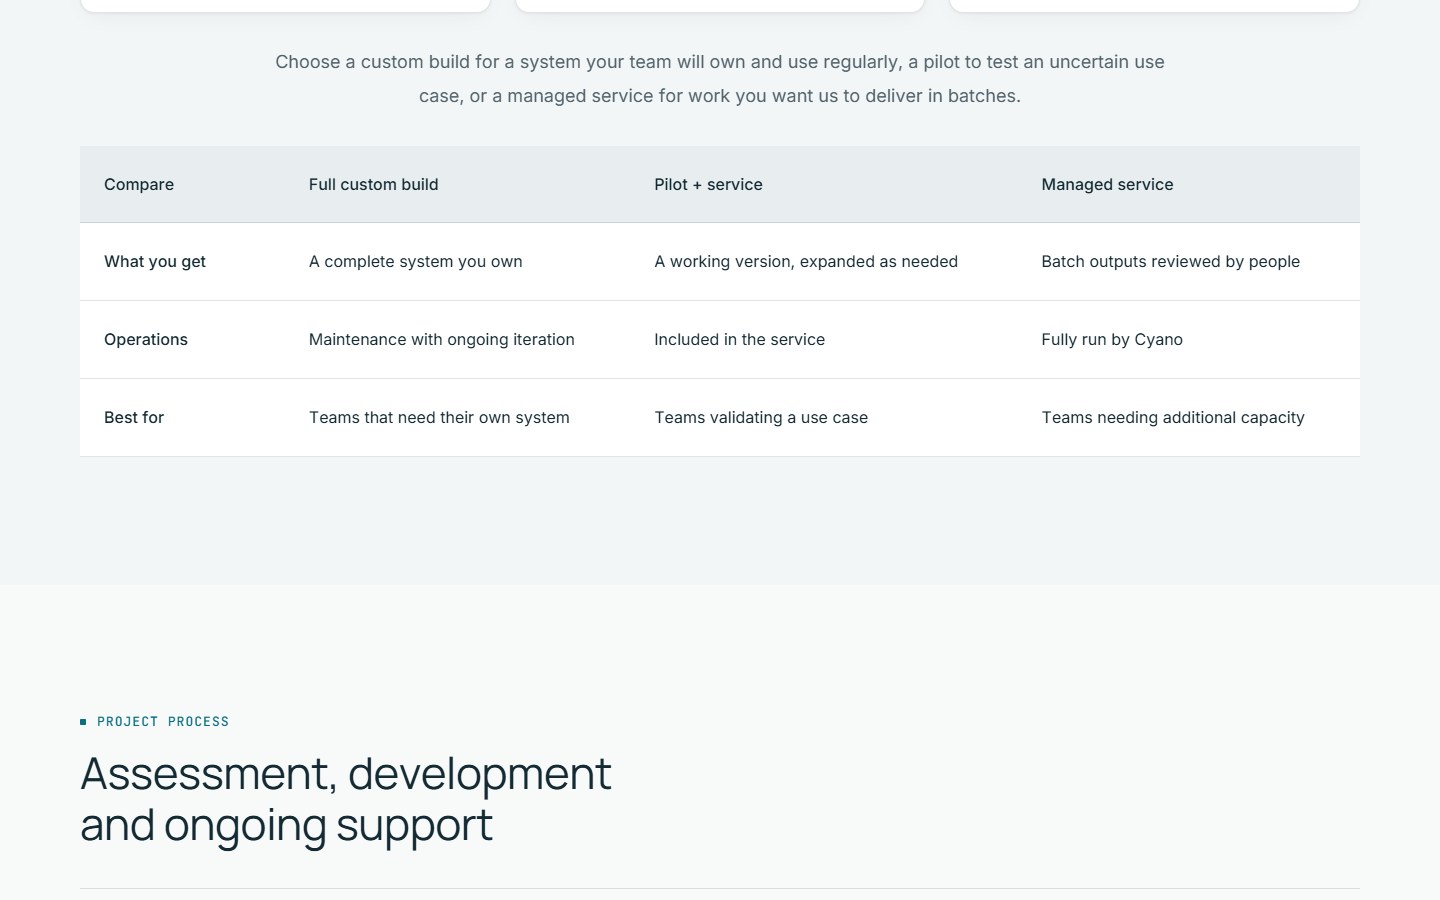 Choose a custom build for a system your team will own and use regularly, a pilot to test an uncertain use
case, or a managed service for work you want us to deliver in batches.
Compare Full custom build Pilot + service Managed service
What you get A complete system you own A working version, expanded as needed Batch outputs reviewed by people
Operations Maintenance with ongoing iteration Included in the service Fully run by Cyano
Best for Teams that need their own system Teams validating a use case Teams needing additional capacity
PROJECT PROCESS
Assessment, development
and ongoing support